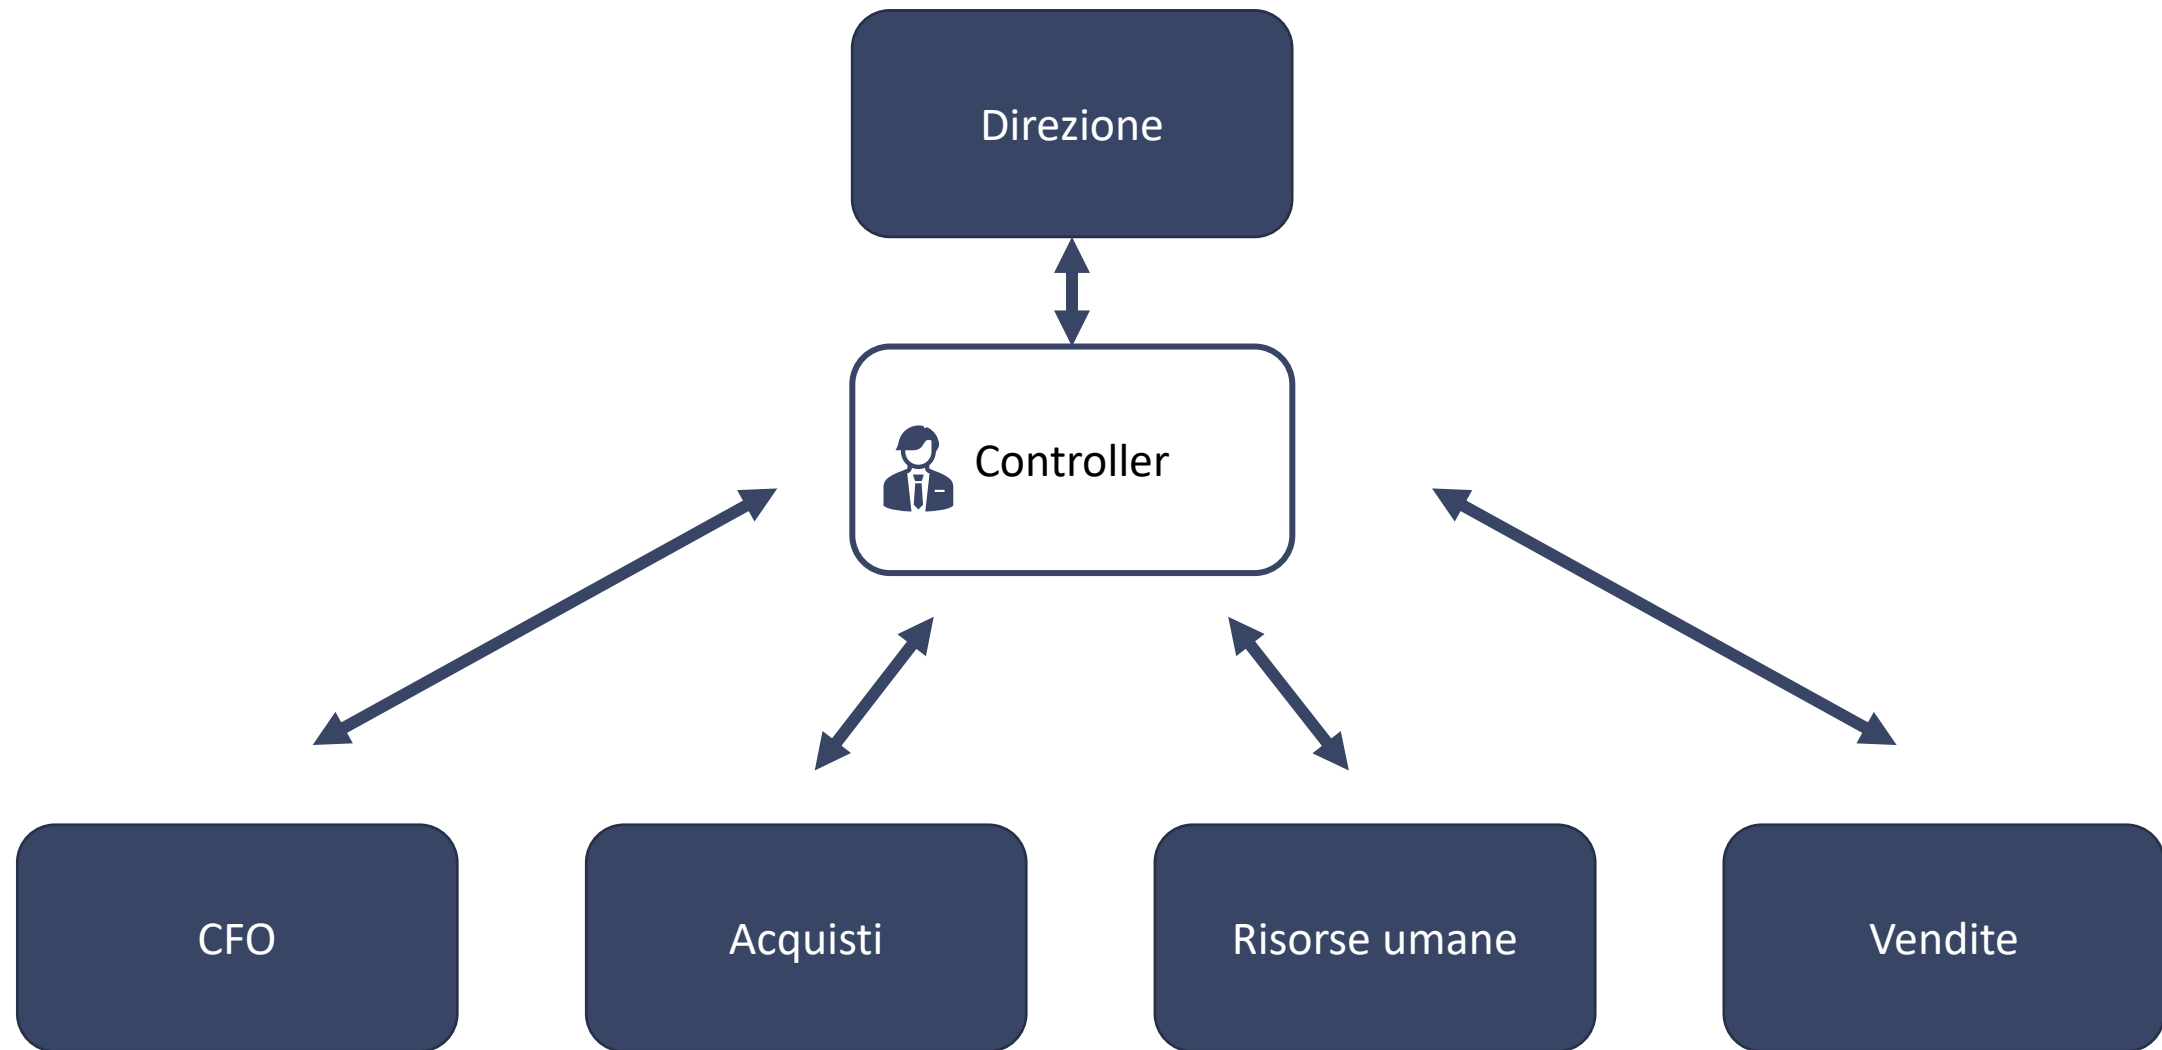 Direzione
Controller
CFO
Acquisti
Risorse umane
Vendite